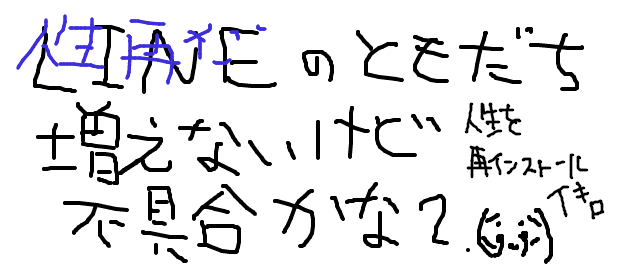 人生再
LINEのともだち
増えないけど
不具合かな?
人生を
再インストール
イキロ